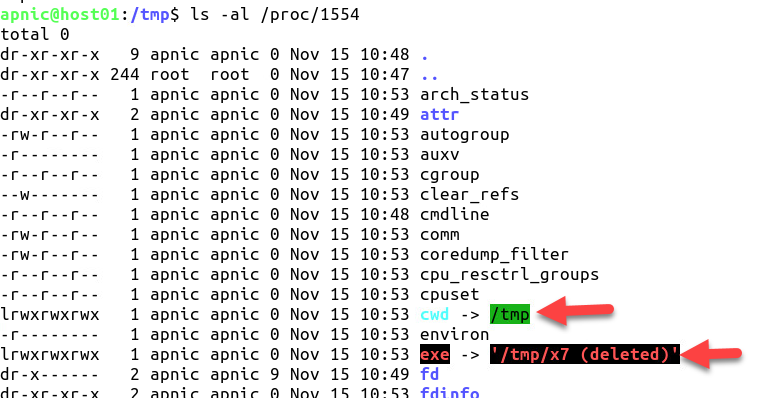 apnic@host01:/tmp$ ls -al /proc/1554
total 0
dr-xr-xr-x   9 apnic apnic 0 Nov 15 10:48 .
dr-xr-xr-x 244 root  root  0 Nov 15 10:47 ..
-r--r--r--   1 apnic apnic 0 Nov 15 10:53 arch_status
dr-xr-xr-x   2 apnic apnic 0 Nov 15 10:49 attr
-rw-r--r--   1 apnic apnic 0 Nov 15 10:53 autogroup
-r--------   1 apnic apnic 0 Nov 15 10:53 auxv
-r--r--r--   1 apnic apnic 0 Nov 15 10:53 cgroup
--w-------   1 apnic apnic 0 Nov 15 10:53 clear_refs
-r--r--r--   1 apnic apnic 0 Nov 15 10:48 cmdline
-rw-r--r--   1 apnic apnic 0 Nov 15 10:53 comm
-rw-r--r--   1 apnic apnic 0 Nov 15 10:53 coredump_filter
-r--r--r--   1 apnic apnic 0 Nov 15 10:53 cpu_resctrl_groups
-r--r--r--   1 apnic apnic 0 Nov 15 10:53 cpuset
lrwxrwxrwx   1 apnic apnic 0 Nov 15 10:53 cwd -> /tmp
-r--------   1 apnic apnic 0 Nov 15 10:53 environ
lrwxrwxrwx   1 apnic apnic 0 Nov 15 10:53 exe -> '/tmp/x7 (deleted)'
dr-x------   2 apnic apnic 9 Nov 15 10:49 fd
dr-xr-xr-x   2 apnic apnic 0 Nov 15 10:53 fdinfo